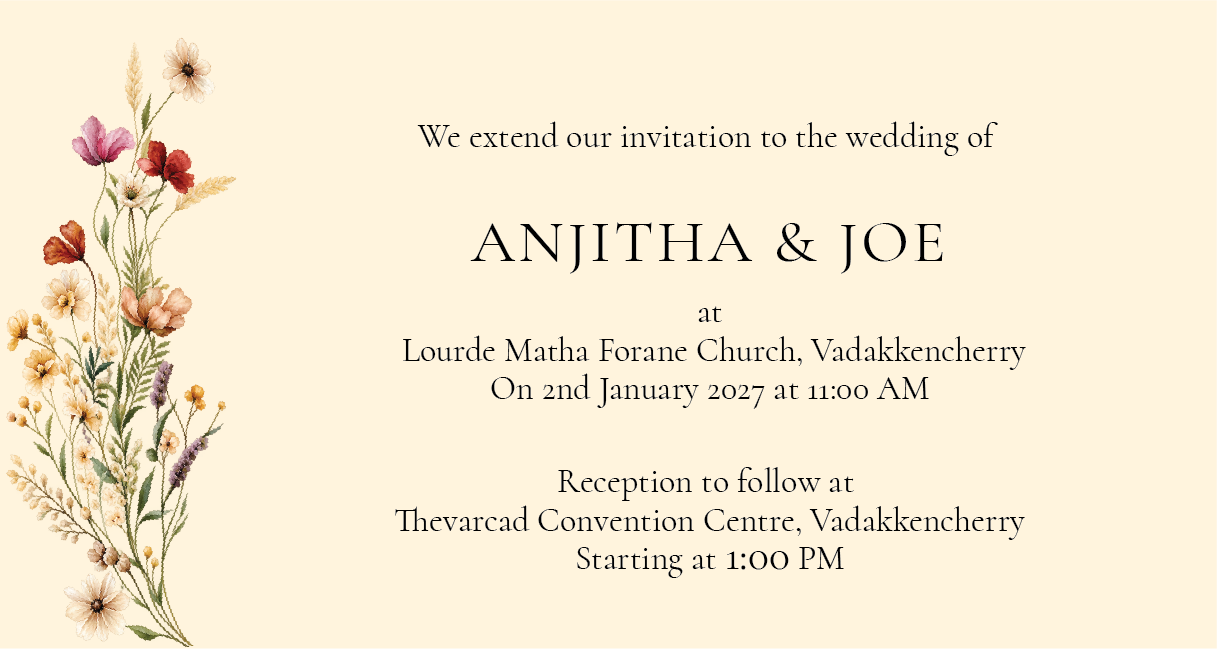 We extend our invitation to the wedding of
ANJITHA & JOE
at
Lourde Matha Forane Church, Vadakkencherry
On 2nd January 2027 at 11:00 AM
Reception to follow at
Thevarcad Convention Centre, Vadakkencherry
Starting at 1:00 PM